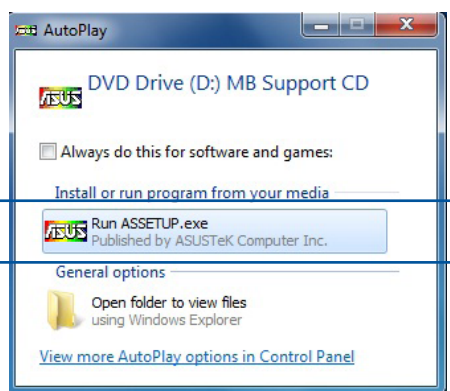 AutoPlay
DVD Drive (D:) MB Support CD
ASUS
Always do this for software and games:
Install or run program from your media
ASUS
Run ASSETUP.exe
Published by ASUSTeK Computer Inc.
General options
Open folder to view files
using Windows Explorer
View more AutoPlay options in Control Panel